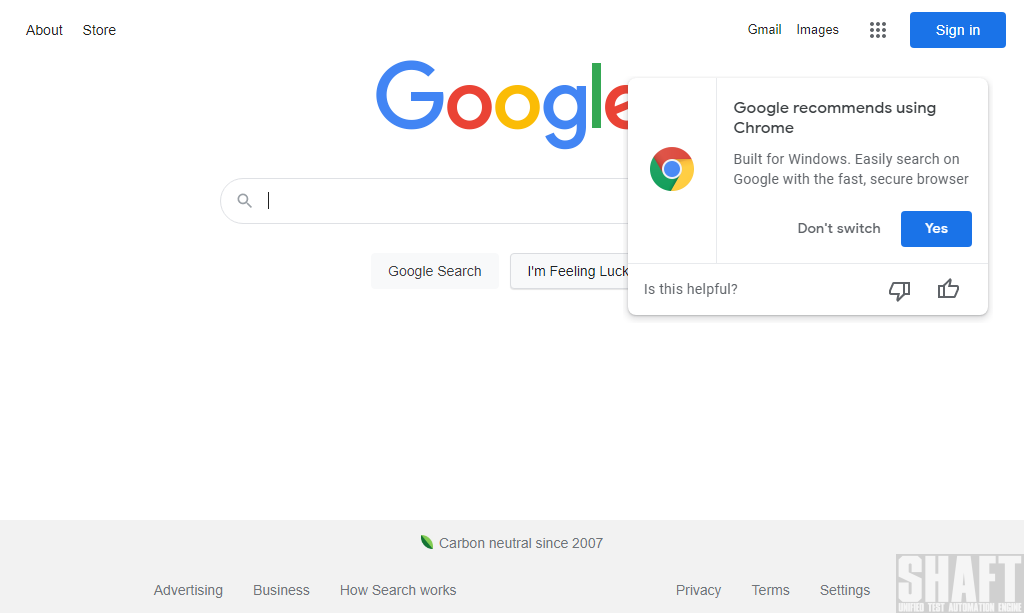 About Store
Gmail Images
Sign in
Google
Google recommends using
Chrome
Built for Windows. Easily search on
Google with the fast, secure browser
Don't switch
Yes
Is this helpful?
Google Search
I'm Feeling Luck
Carbon neutral since 2007
Advertising Business How Search works
Privacy Terms Settings
SHAFT
UNIFIED TEST AUTOMATION ENGINE